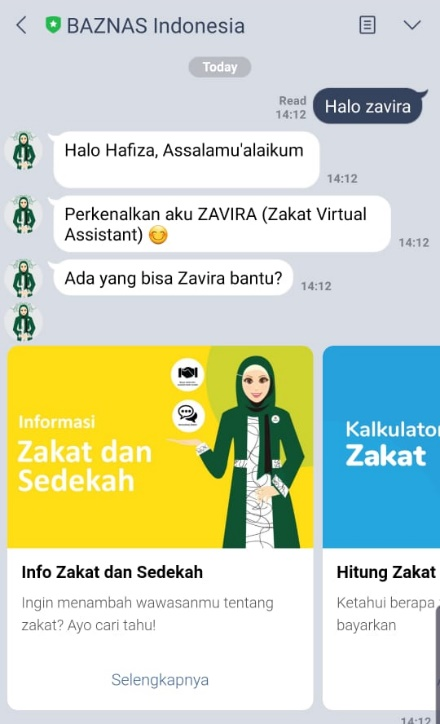 BAZNAS Indonesia
Today
Read
14:12
Halo zavira
Halo Hafiza, Assalamu'alaikum
14:12
Perkenalkan aku ZAVIRA (Zakat Virtual
Assistant) 😊
14:12
Ada yang bisa Zavira bantu?
14:12
Informasi
Zakat dan
Sedekah
Info Zakat dan Sedekah
Ingin menambah wawasanmu tentang
zakat? Ayo cari tahu!
Selengkapnya
Kalkulator
Zakat
Hitung Zakat
Ketahui berapa
bayarkan
14:12